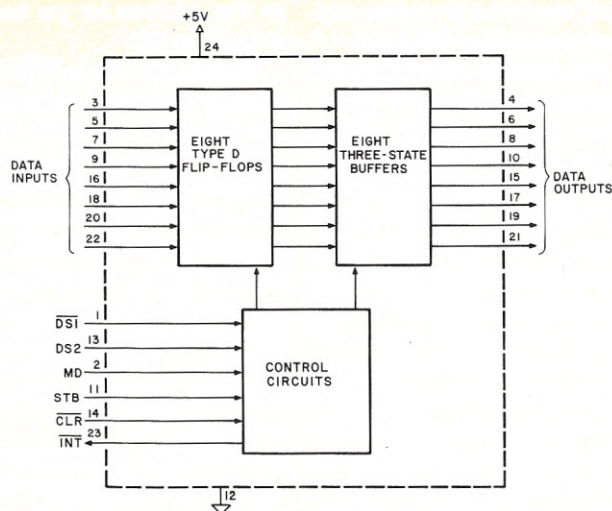 +5V
24
3
5
7
9
16
18
20
22
DATA
INPUTS
EIGHT
TYPE D
FLIP-FLOPS
EIGHT
THREE-STATE
BUFFERS
4
6
8
10
15
17
19
21
DATA
OUTPUTS
DS1 1
DS2 13
MD 2
STB 11
CLR 14
INT 23
CONTROL
CIRCUITS
12